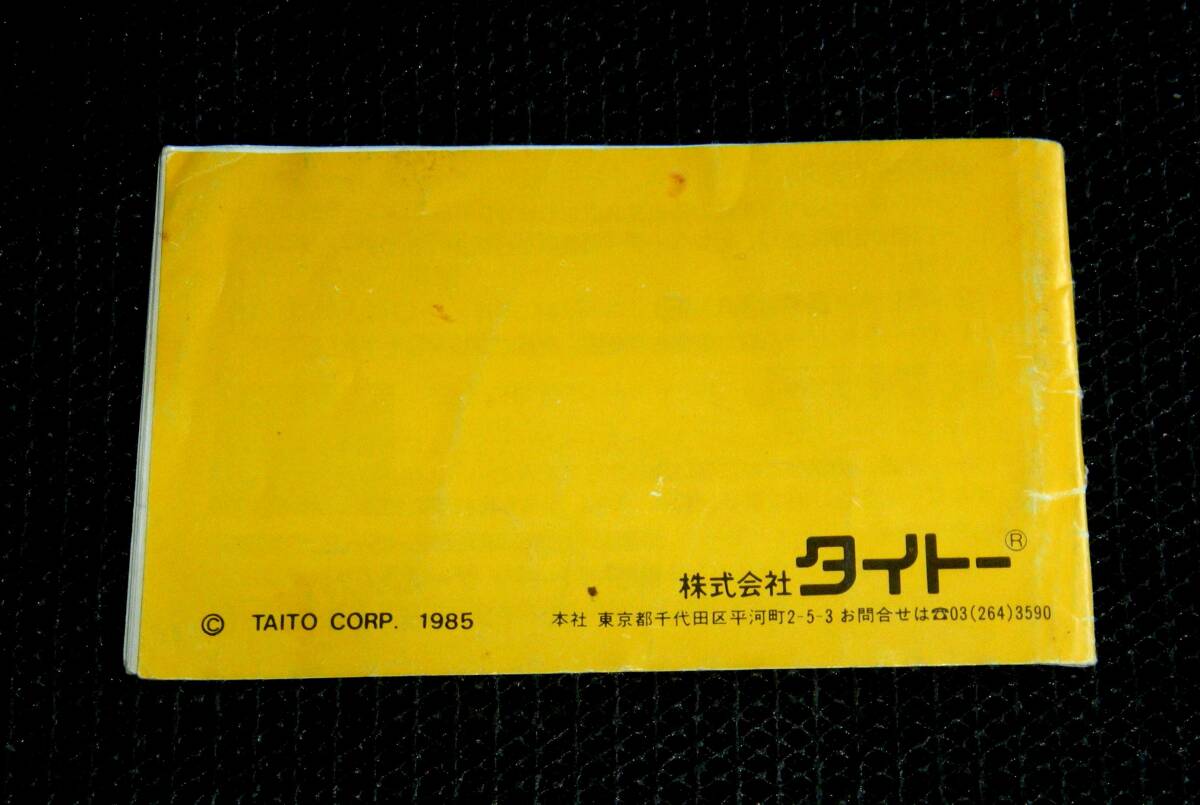 株式会社 タイトー®
© TAITO CORP. 1985
本社 東京都千代田区平河町2-5-3 お問合せは☎03(264)3590